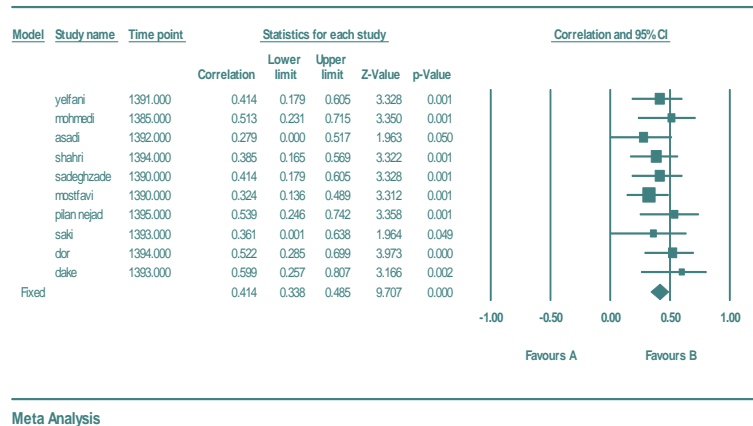 Model Study name Time point Statistics for each study Correlation and 95% CI
Lower Upper
Correlation limit limit Z-Value p-Value
yelfani 1391.000 0.414 0.179 0.605 3.328 0.001
mohmedi 1385.000 0.513 0.231 0.715 3.350 0.001
asadi 1392.000 0.279 0.000 0.517 1.963 0.050
shahri 1394.000 0.385 0.165 0.569 3.322 0.001
sadeghzade 1390.000 0.414 0.179 0.605 3.328 0.001
mostfavi 1390.000 0.324 0.136 0.489 3.312 0.001
pilan nejad 1395.000 0.539 0.246 0.742 3.358 0.001
saki 1393.000 0.361 0.001 0.638 1.964 0.049
dor 1394.000 0.522 0.285 0.699 3.973 0.000
dake 1393.000 0.599 0.257 0.807 3.166 0.002
Fixed 0.414 0.338 0.485 9.707 0.000
-1.00 -0.50 0.00 0.50 1.00
Favours A Favours B
Meta Analysis